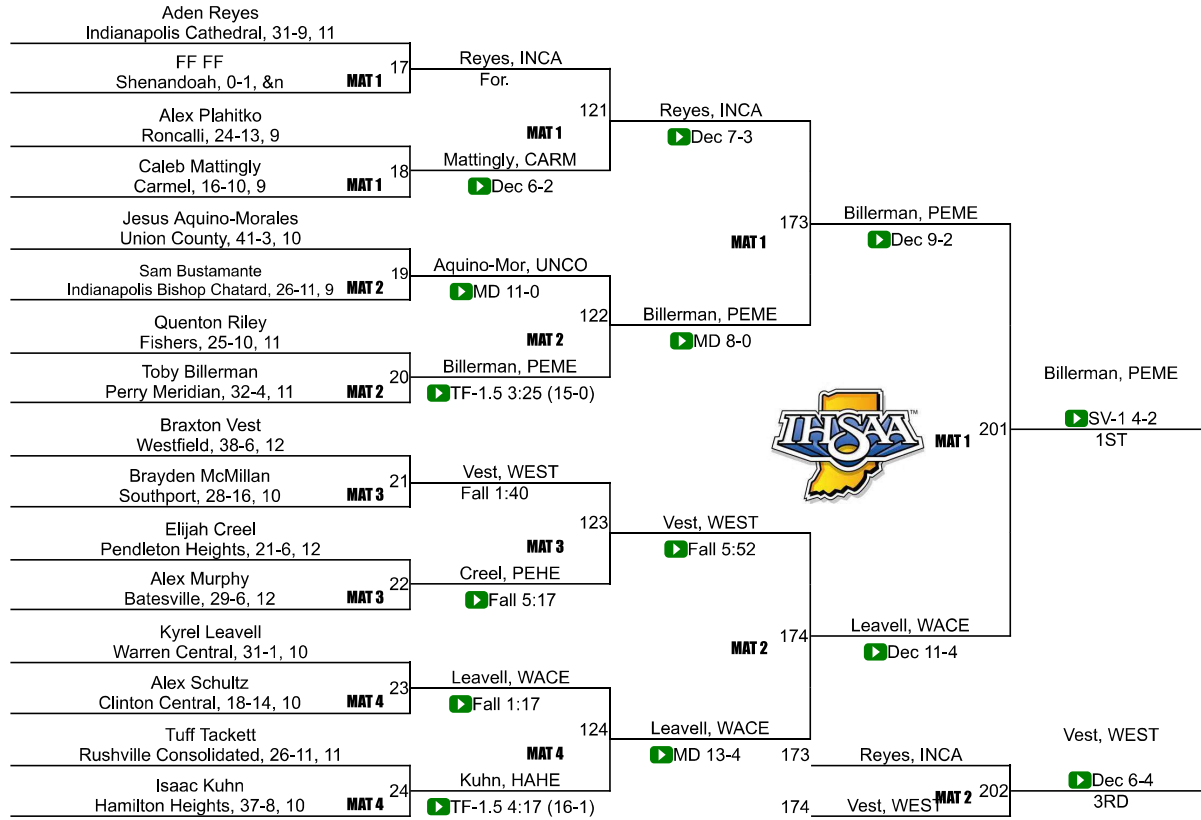 Aden Reyes
Indianapolis Cathedral, 31-9, 11
17
FF FF
Shenandoah, 0-1, &n
MAT 1
Reyes, INCA
For.
121
MAT 1
Alex Plahitko
Roncalli, 24-13, 9
18
Caleb Mattingly
Carmel, 16-10, 9
MAT 1
Mattingly, CARM
Dec 6-2
Reyes, INCA
Dec 7-3
173
MAT 1
Jesus Aquino-Morales
Union County, 41-3, 10
19
Sam Bustamante
Indianapolis Bishop Chatard, 26-11, 9
MAT 2
Aquino-Mor, UNCO
MD 11-0
122
MAT 2
Quenton Riley
Fishers, 25-10, 11
20
Toby Billerman
Perry Meridian, 32-4, 11
MAT 2
Billerman, PEME
TF-1.5 3:25 (15-0)
Billerman, PEME
MD 8-0
Billerman, PEME
Dec 9-2
201
MAT 1
IHSAA
TM
Billerman, PEME
SV-1 4-2
1ST
Braxton Vest
Westfield, 38-6, 12
21
Brayden McMillan
Southport, 28-16, 10
MAT 3
Vest, WEST
Fall 1:40
123
MAT 3
Elijah Creel
Pendleton Heights, 21-6, 12
22
Alex Murphy
Batesville, 29-6, 12
MAT 3
Creel, PEHE
Fall 5:17
Vest, WEST
Fall 5:52
174
MAT 2
Kyrel Leavell
Warren Central, 31-1, 10
23
Alex Schultz
Clinton Central, 18-14, 10
MAT 4
Leavell, WACE
Fall 1:17
124
MAT 4
Tuff Tackett
Rushville Consolidated, 26-11, 11
24
Isaac Kuhn
Hamilton Heights, 37-8, 10
MAT 4
Kuhn, HAHE
TF-1.5 4:17 (16-1)
Leavell, WACE
MD 13-4
Leavell, WACE
Dec 11-4
173
Reyes, INCA
174
Vest, WEST
MAT 2
202
Vest, WEST
Dec 6-4
3RD